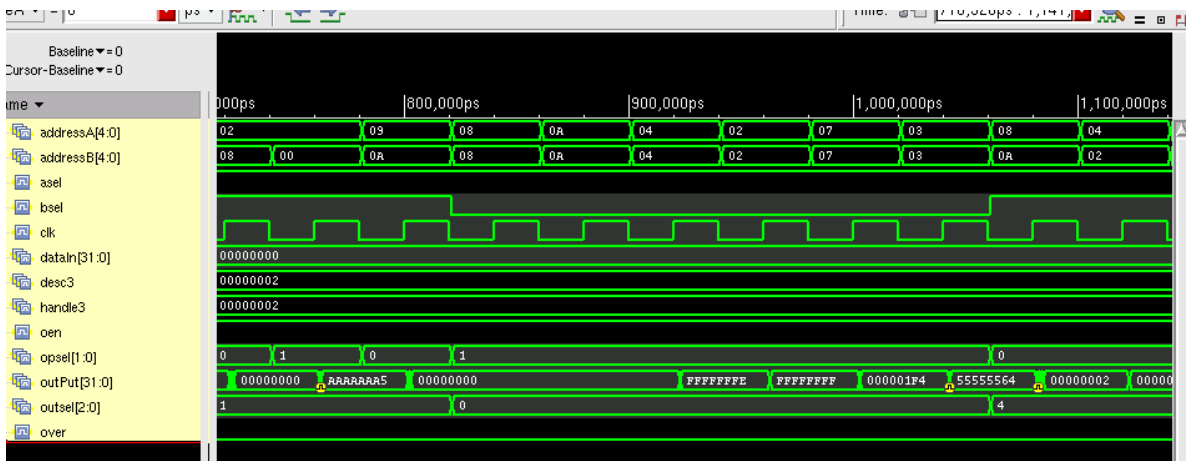 ps
Time:
Baseline▼=0
Cursor-Baseline▼=0
000ps 800,000ps 900,000ps 1,000,000ps 1,100,000ps
addressA[4:0] 02 09 08 0A 04 02 07 03 08 04
addressB[4:0] 08 00 0A 08 0A 04 02 07 03 0A 02
asel
bsel
clk
dataIn[31:0] 00000000
desc3 00000002
handle3 00000002
oen
opsel[1:0] 0 1 0 1 0
outPut[31:0] 00000000 AAAAAAA5 00000000 FFFFFFFE FFFFFFFF 000001F4 55555564 00000002 00000
outsel[2:0] 1 0 4
over